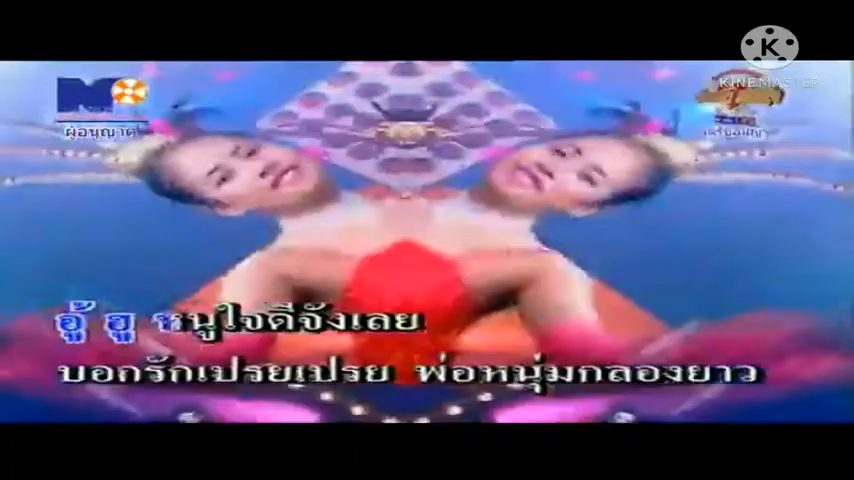 K
KINEMASTER
ผู้อนุญาต
อู้ ฮู หนูใจดีจังเลย
บอกรักเปรยเปรย พ่อหนุ่มกลองยาว